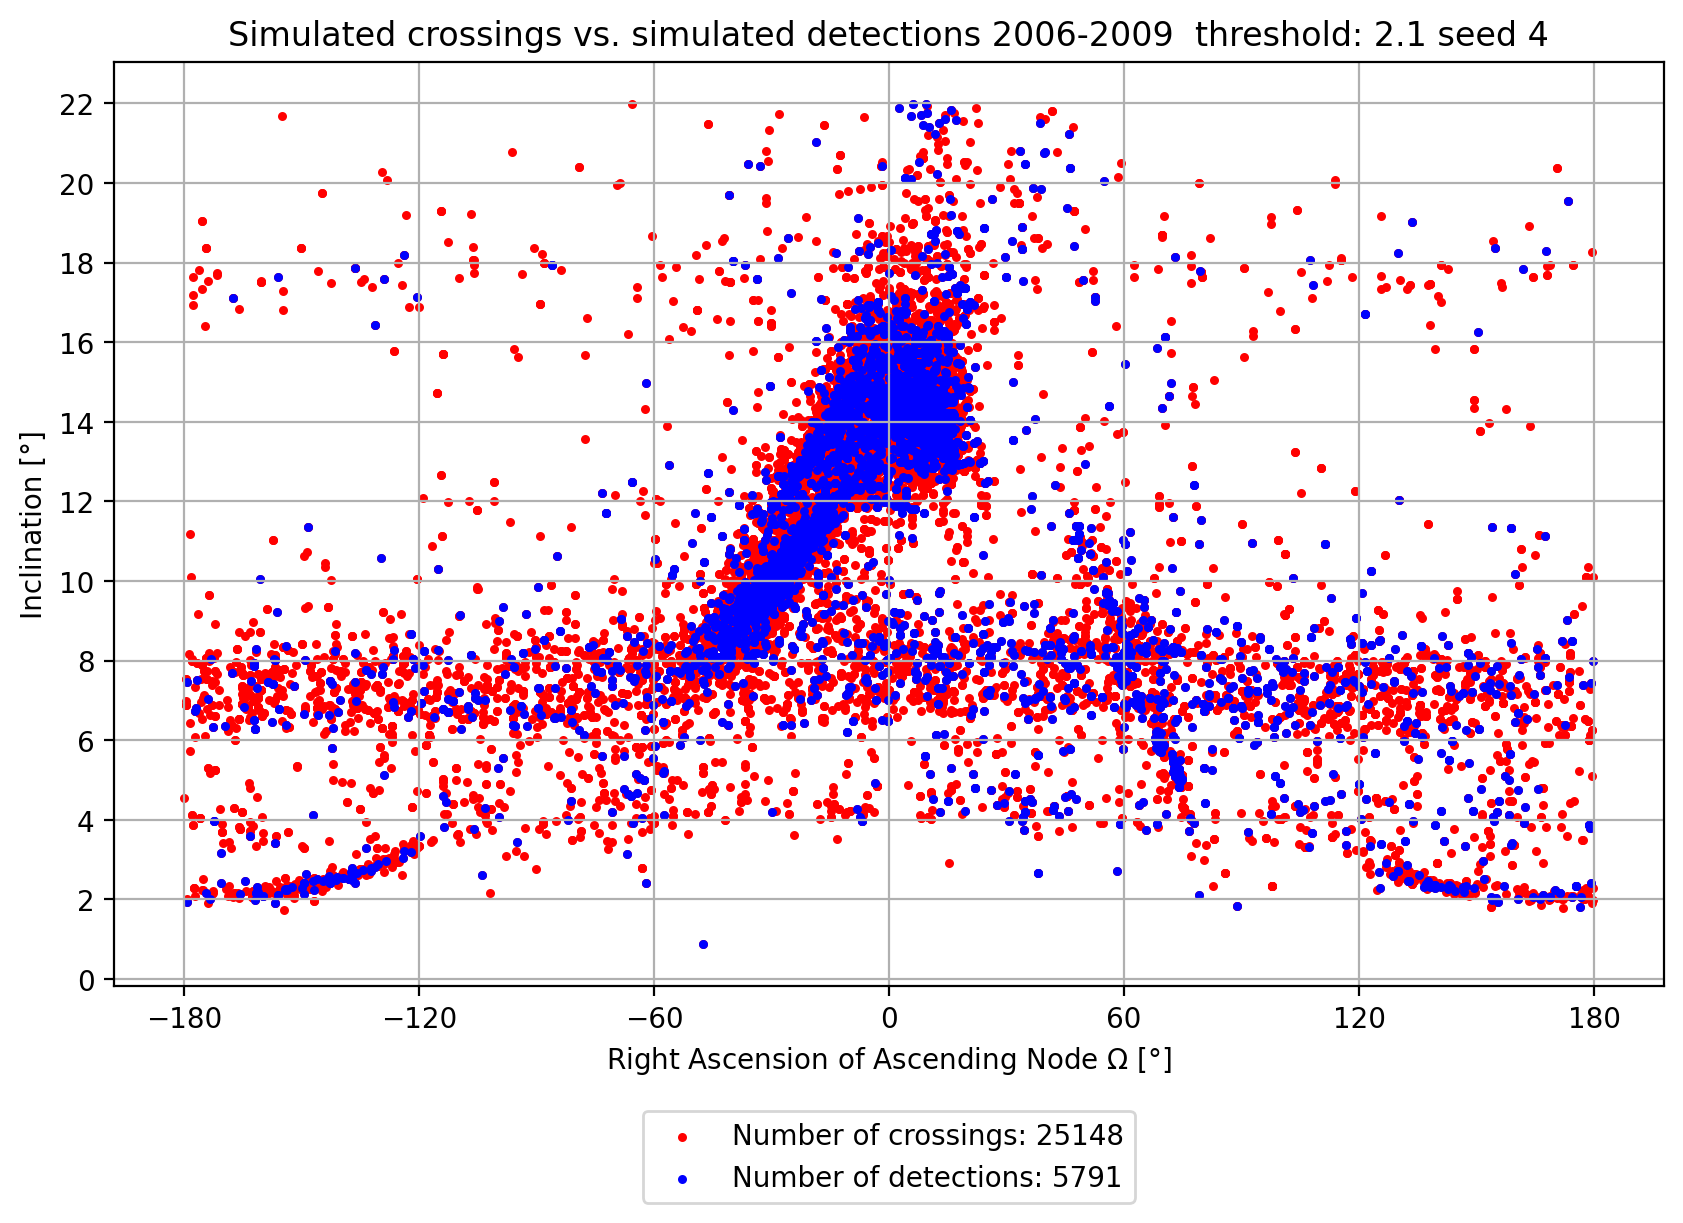 Simulated crossings vs. simulated detections 2006-2009  threshold: 2.1 seed 4
22
20
18
16
14
12
10
8
6
4
2
0
Inclination [°]
−180 −120 −60 0 60 120 180
Right Ascension of Ascending Node Ω [°]
Number of crossings: 25148
Number of detections: 5791